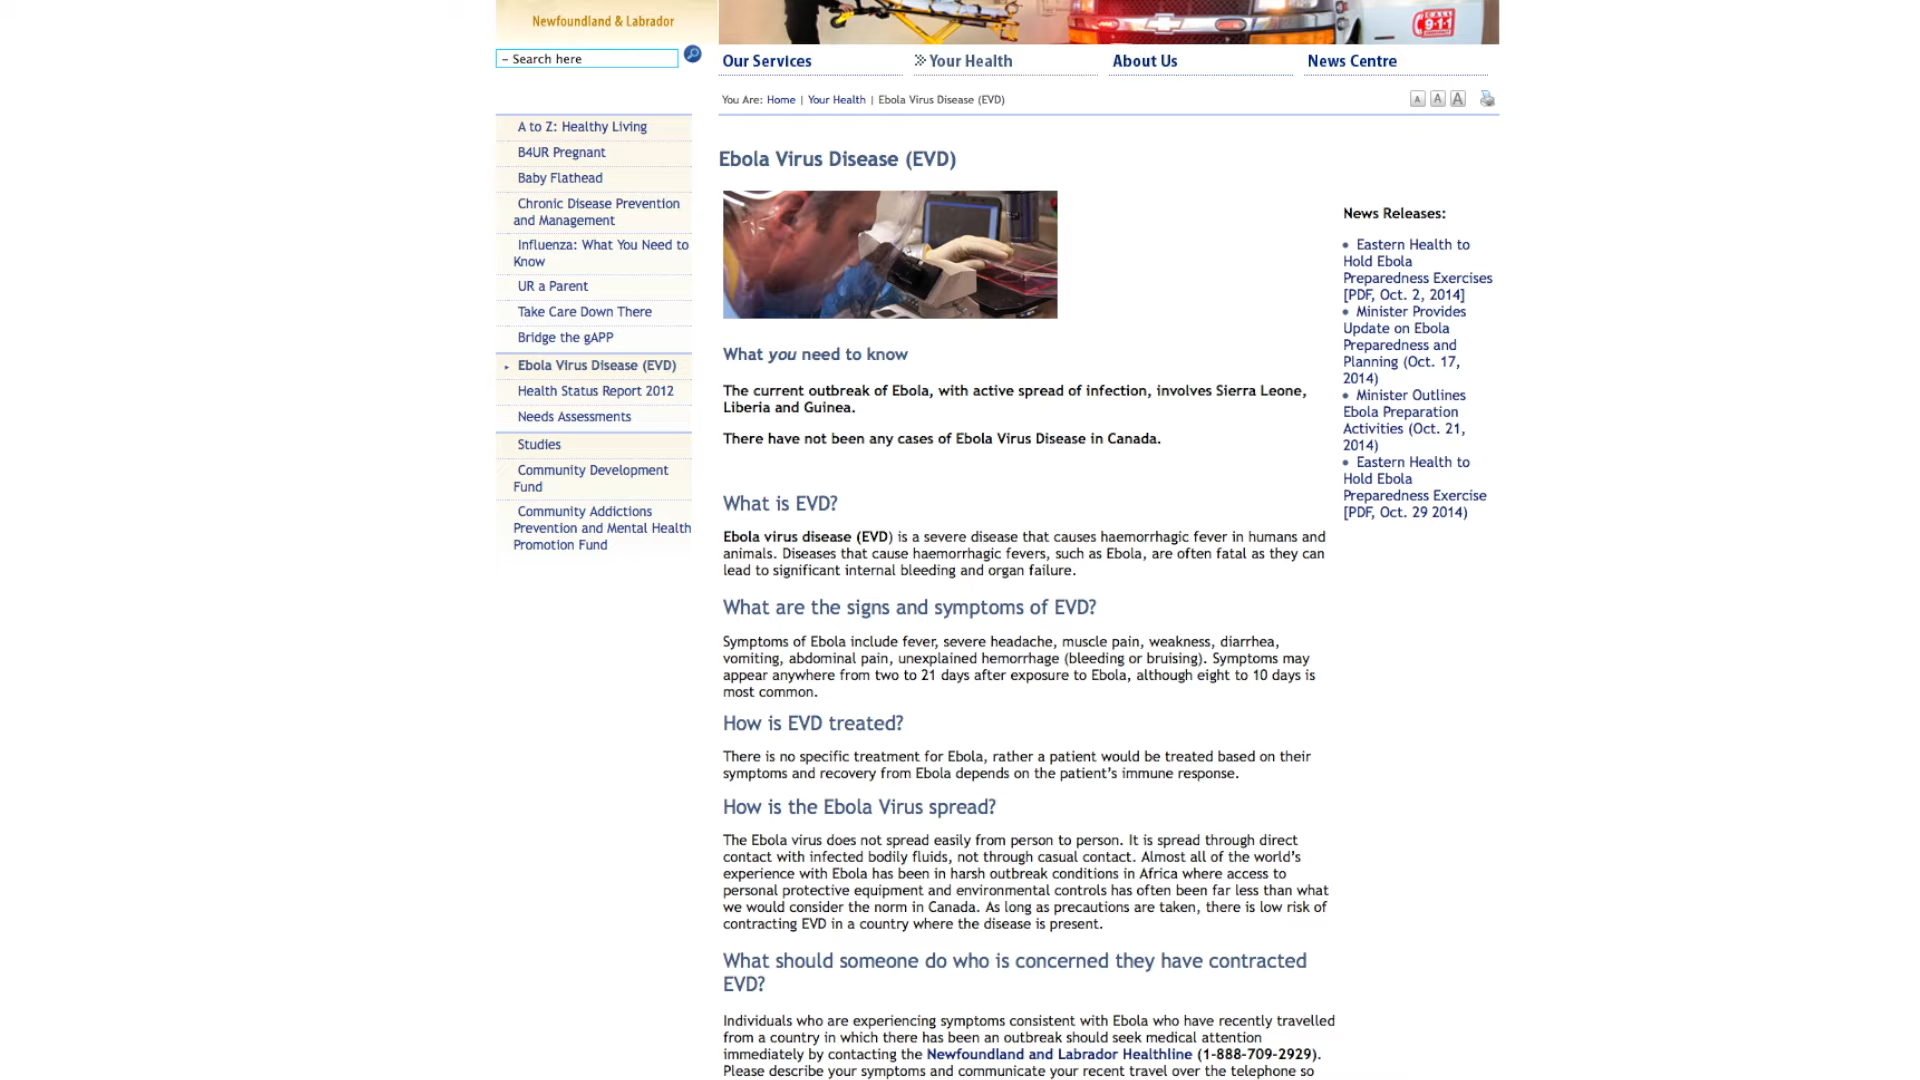 Newfoundland & Labrador
CALL
911
EMERGENCY
– Search here
Our Services
Your Health
About Us
News Centre
You Are: Home | Your Health | Ebola Virus Disease (EVD)
A A A
A to Z: Healthy Living
B4UR Pregnant
Baby Flathead
Chronic Disease Prevention
and Management
Influenza: What You Need to
Know
UR a Parent
Take Care Down There
Bridge the gAPP
Ebola Virus Disease (EVD)
Health Status Report 2012
Needs Assessments
Studies
Community Development
Fund
Community Addictions
Prevention and Mental Health
Promotion Fund
Ebola Virus Disease (EVD)
What you need to know
The current outbreak of Ebola, with active spread of infection, involves Sierra Leone,
Liberia and Guinea.
There have not been any cases of Ebola Virus Disease in Canada.
What is EVD?
Ebola virus disease (EVD) is a severe disease that causes haemorrhagic fever in humans and
animals. Diseases that cause haemorrhagic fevers, such as Ebola, are often fatal as they can
lead to significant internal bleeding and organ failure.
What are the signs and symptoms of EVD?
Symptoms of Ebola include fever, severe headache, muscle pain, weakness, diarrhea,
vomiting, abdominal pain, unexplained hemorrhage (bleeding or bruising). Symptoms may
appear anywhere from two to 21 days after exposure to Ebola, although eight to 10 days is
most common.
How is EVD treated?
There is no specific treatment for Ebola, rather a patient would be treated based on their
symptoms and recovery from Ebola depends on the patient's immune response.
How is the Ebola Virus spread?
The Ebola virus does not spread easily from person to person. It is spread through direct
contact with infected bodily fluids, not through casual contact. Almost all of the world's
experience with Ebola has been in harsh outbreak conditions in Africa where access to
personal protective equipment and environmental controls has often been far less than what
we would consider the norm in Canada. As long as precautions are taken, there is low risk of
contracting EVD in a country where the disease is present.
What should someone do who is concerned they have contracted
EVD?
Individuals who are experiencing symptoms consistent with Ebola who have recently travelled
from a country in which there has been an outbreak should seek medical attention
immediately by contacting the Newfoundland and Labrador Healthline (1-888-709-2929).
Please describe your symptoms and communicate your recent travel over the telephone so
News Releases:
• Eastern Health to
Hold Ebola
Preparedness Exercises
[PDF, Oct. 2, 2014]
• Minister Provides
Update on Ebola
Preparedness and
Planning (Oct. 17,
2014)
• Minister Outlines
Ebola Preparation
Activities (Oct. 21,
2014)
• Eastern Health to
Hold Ebola
Preparedness Exercise
[PDF, Oct. 29 2014)